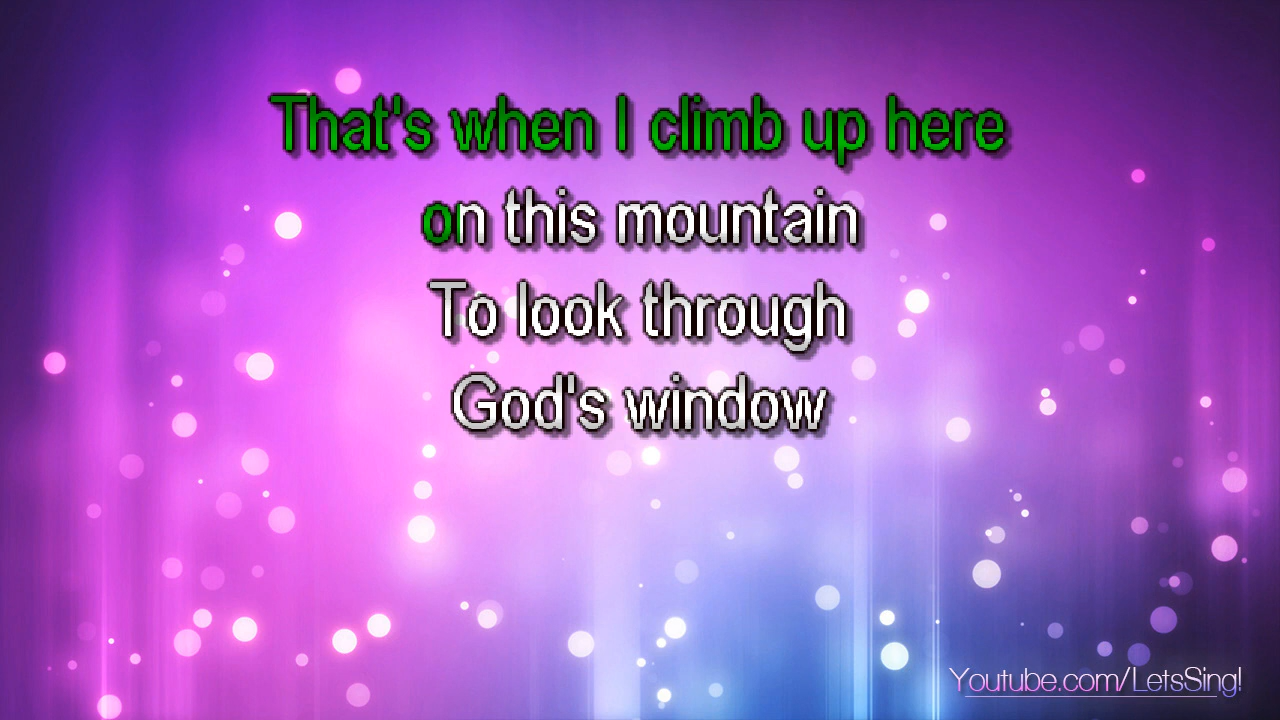 That's when I climb up here
on this mountain
To look through
God's window
Youtube.com/LetsSing!